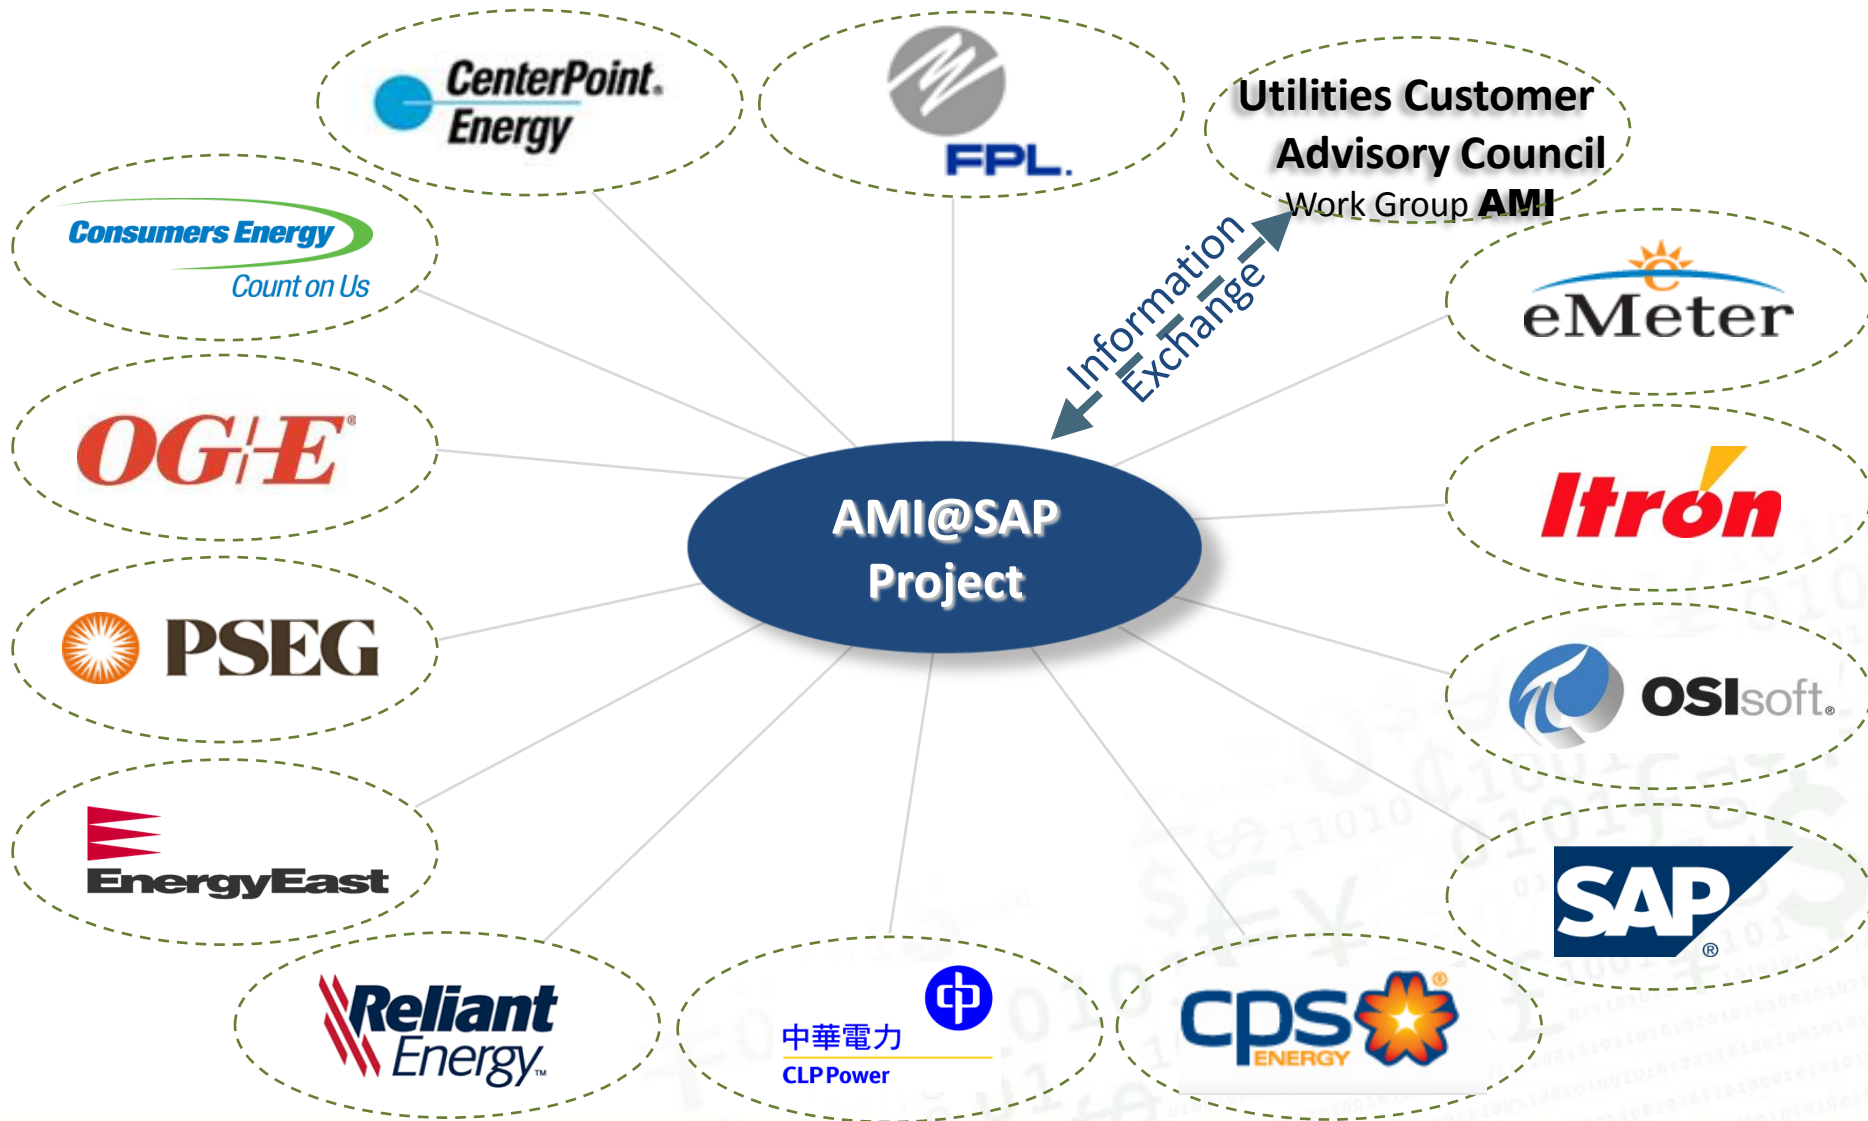 CenterPoint®
Energy
FPL.
Utilities Customer
Advisory Council
Work Group AMI
Consumers Energy
Count on Us
Information
Exchange
eMeter
OG+E®
Itron
AMI@SAP
Project
PSEG
OSIsoft®
EnergyEast
SAP®
Reliant
Energy™
中華電力
CLP Power
cps
ENERGY®